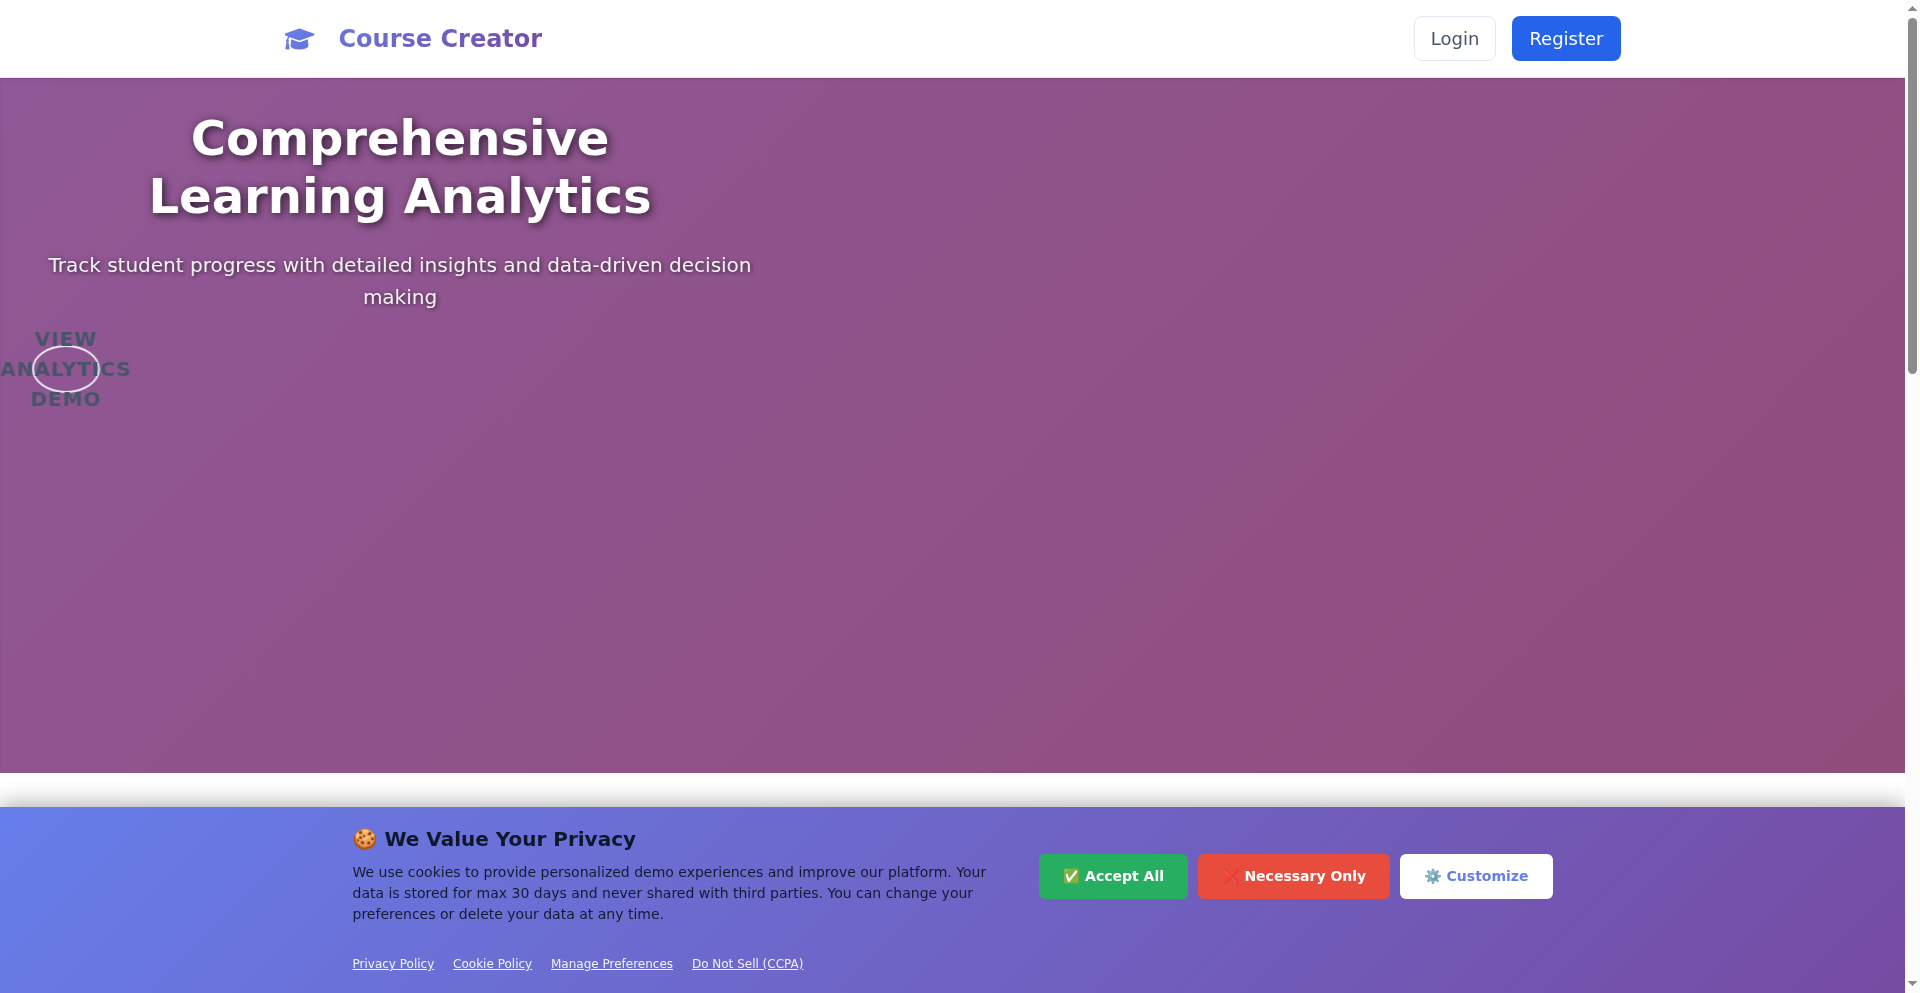 Course Creator
Login
Register
Comprehensive
Learning Analytics
Track student progress with detailed insights and data-driven decision
making
VIEW
ANALYTICS
DEMO
🍪 We Value Your Privacy
We use cookies to provide personalized demo experiences and improve our platform. Your
data is stored for max 30 days and never shared with third parties. You can change your
preferences or delete your data at any time.
✅ Accept All
❌ Necessary Only
⚙️ Customize
Privacy Policy
Cookie Policy
Manage Preferences
Do Not Sell (CCPA)